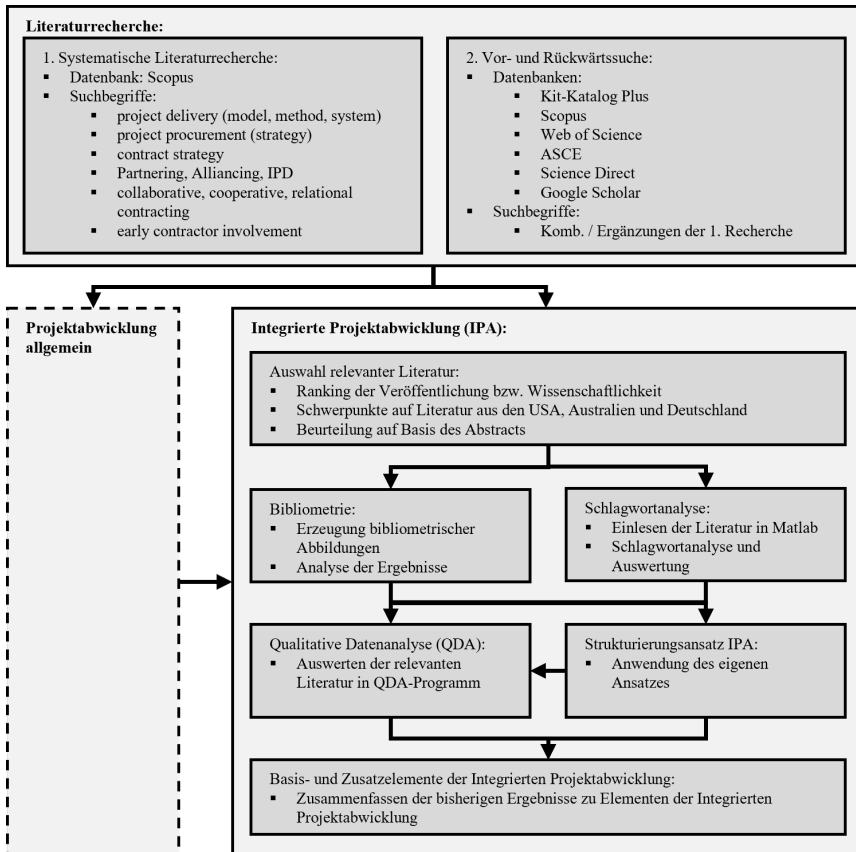 Literaturrecherche:
1. Systematische Literaturrecherche:
▪ Datenbank: Scopus
▪ Suchbegriffe:
▪ project delivery (model, method, system)
▪ project procurement (strategy)
▪ contract strategy
▪ Partnering, Alliancing, IPD
▪ collaborative, cooperative, relational
contracting
▪ early contractor involvement
2. Vor- und Rückwärtssuche:
▪ Datenbanken:
▪ Kit-Katalog Plus
▪ Scopus
▪ Web of Science
▪ ASCE
▪ Science Direct
▪ Google Scholar
▪ Suchbegriffe:
▪ Komb. / Ergänzungen der 1. Recherche
Projektabwicklung
allgemein
Integrierte Projektabwicklung (IPA):
Auswahl relevanter Literatur:
▪ Ranking der Veröffentlichung bzw. Wissenschaftlichkeit
▪ Schwerpunkte auf Literatur aus den USA, Australien und Deutschland
▪ Beurteilung auf Basis des Abstracts
Bibliometrie:
▪ Erzeugung bibliometrischer
Abbildungen
▪ Analyse der Ergebnisse
Schlagwortanalyse:
▪ Einlesen der Literatur in Matlab
▪ Schlagwortanalyse und
Auswertung
Qualitative Datenanalyse (QDA):
▪ Auswerten der relevanten
Literatur in QDA-Programm
Strukturierungsansatz IPA:
▪ Anwendung des eigenen
Ansatzes
Basis- und Zusatzelemente der Integrierten Projektabwicklung:
▪ Zusammenfassen der bisherigen Ergebnisse zu Elementen der Integrierten
Projektabwicklung